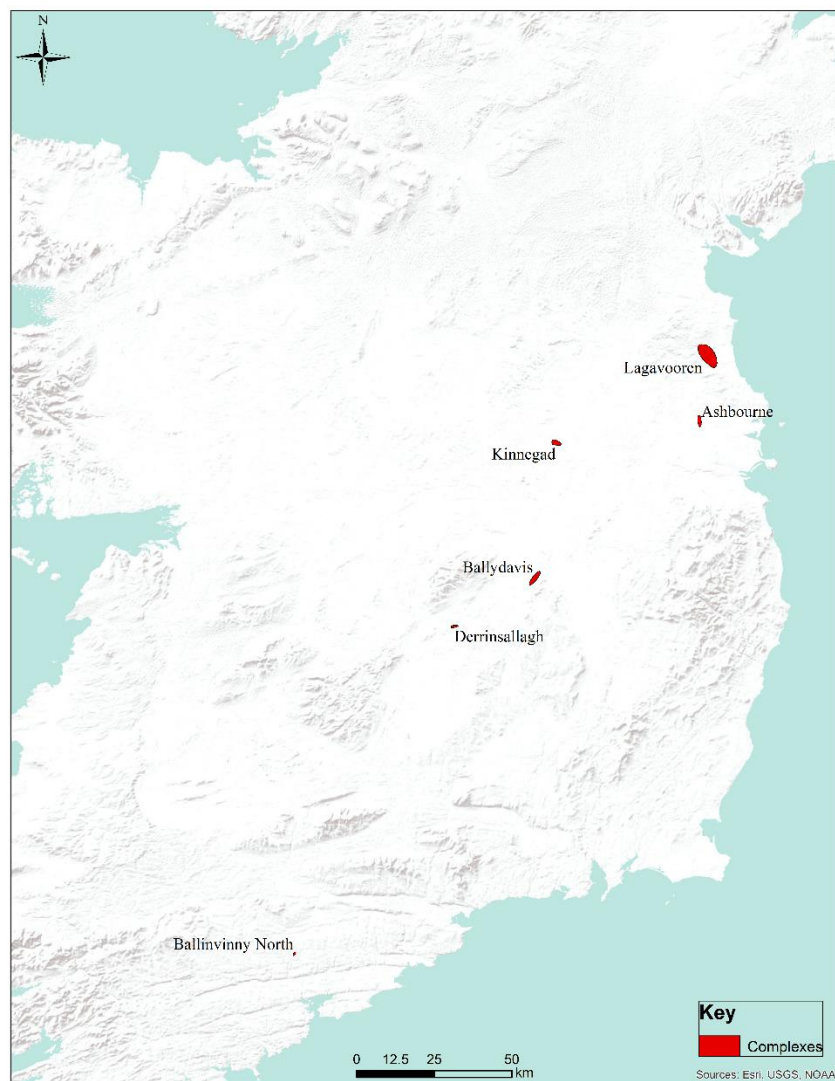 N
Lagavooren
Ashbourne
Kinnegad
Ballydavis
Derrinsallagh
Ballinvinny North
Key
Complexes
0 12.5 25 50
km
Sources: Esri, USGS, NOAA